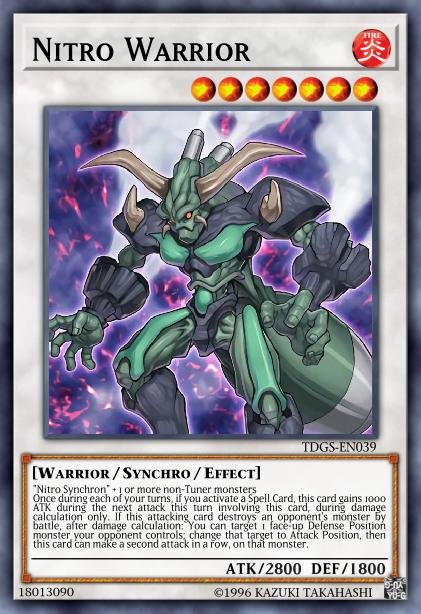 NITRO WARRIOR
FIRE
炎
TDGS-EN039
[WARRIOR / SYNCHRO / EFFECT]
"Nitro Synchron" + 1 or more non-Tuner monsters
Once during each of your turns, if you activate a Spell Card, this card gains 1000
ATK during the next attack this turn involving this card, during damage
calculation only. If this attacking card destroys an opponent's monster by
battle, after damage calculation: You can target 1 face-up Defense Position
monster your opponent controls; change that target to Attack Position, then
this card can make a second attack in a row, on that monster.
ATK/2800 DEF/1800
18013090
©1996 KAZUKI TAKAHASHI